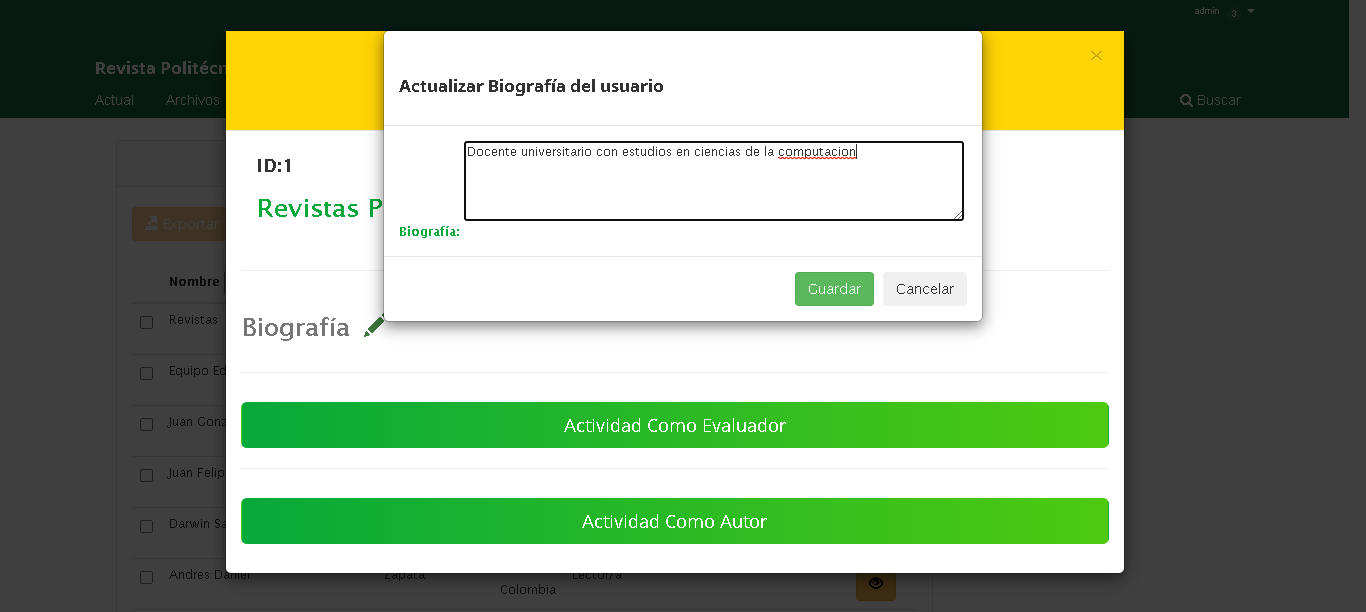 admin 3
Revista Politécn
Actual Archivos Buscar
×
Actualizar Biografía del usuario
Docente universitario con estudios en ciencias de la computacion
Biografía:
Guardar Cancelar
ID:1
Revistas P
Exportar
Nombre
Revistas
Biografía
Equipo Ed
Juan Gonz
Actividad Como Evaluador
Juan Felip
Darwin Sa
Actividad Como Autor
Andres Daniel Zapata Lector/a
Colombia